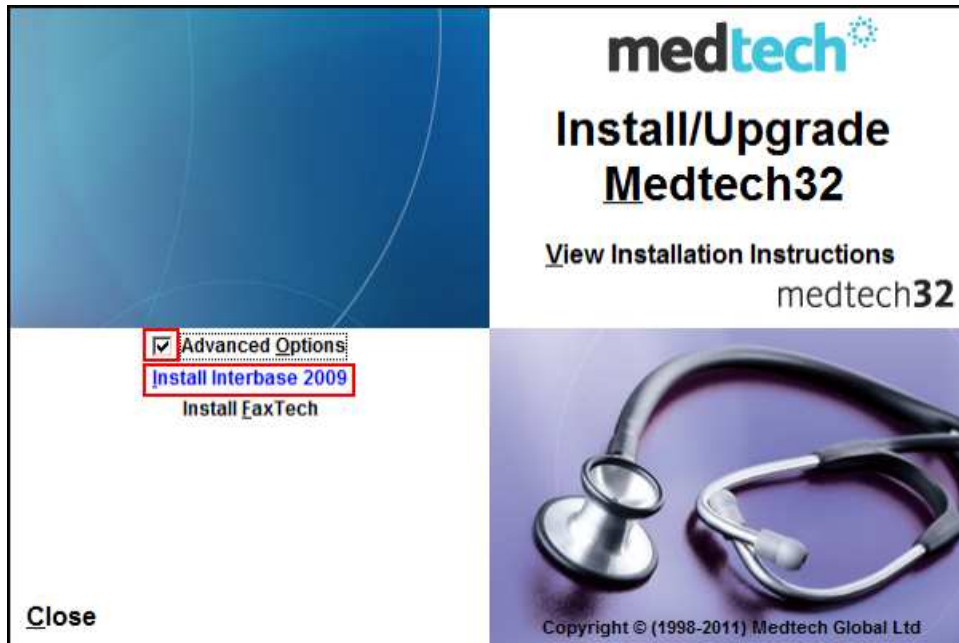 medtech
Install/Upgrade
Medtech32
View Installation Instructions
medtech32
Advanced Options
Install Interbase 2009
Install FaxTech
Close
Copyright © (1998-2011) Medtech Global Ltd